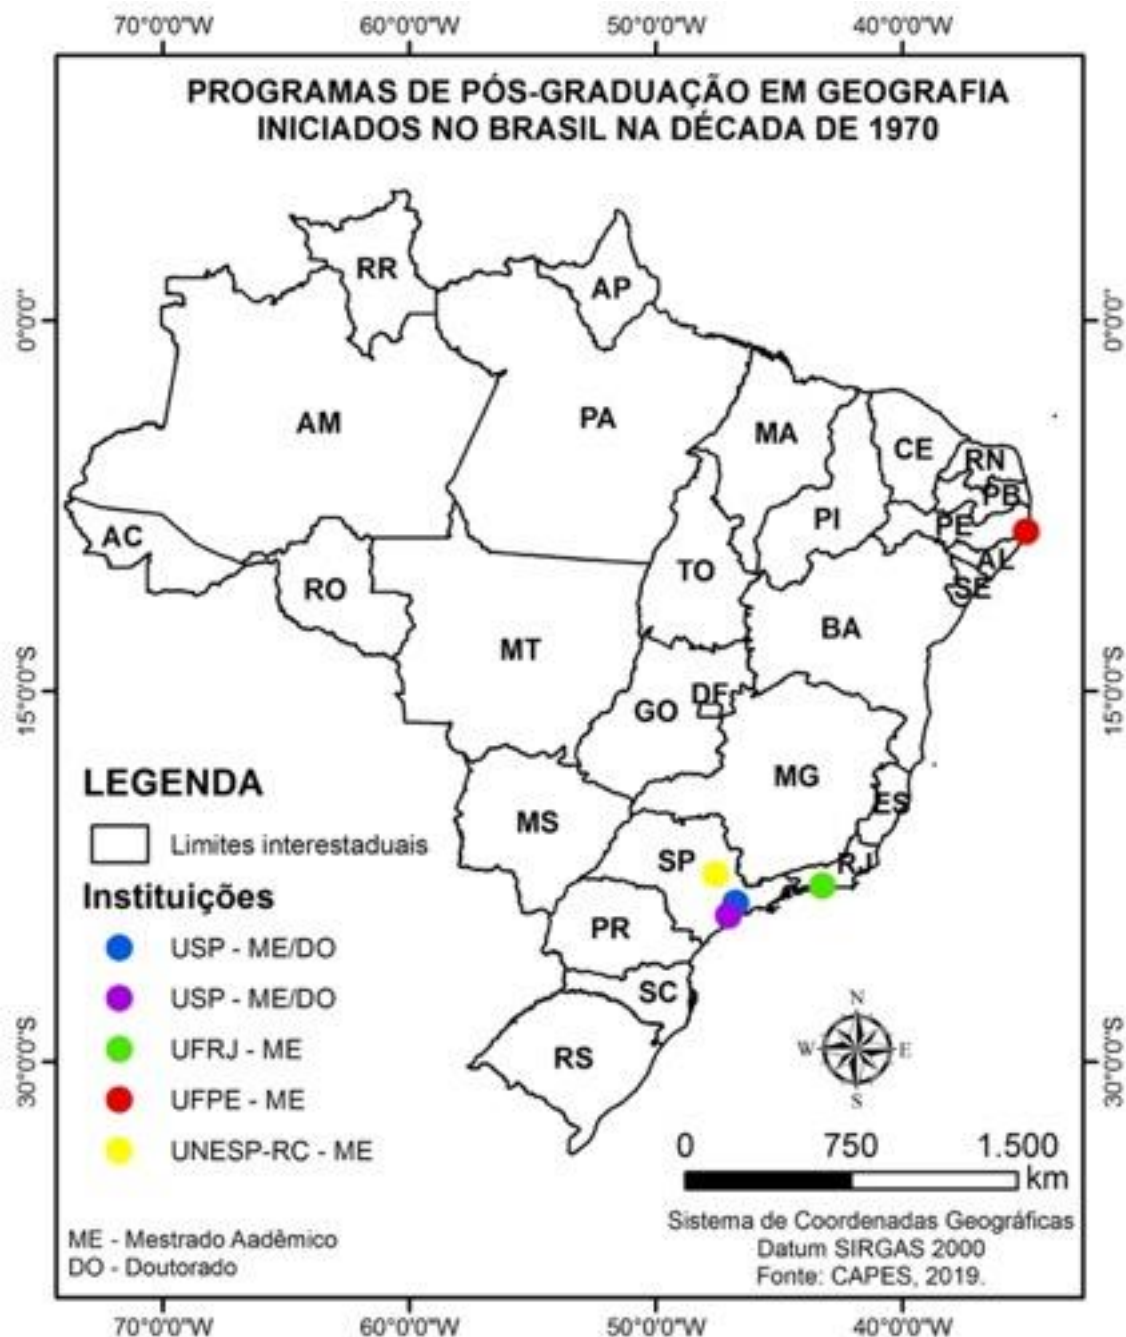 70°0'0"W 60°0'0"W 50°0'0"W 40°0'0"W
PROGRAMAS DE PÓS-GRADUAÇÃO EM GEOGRAFIA
INICIADOS NO BRASIL NA DÉCADA DE 1970
RR
AP
0°0'0"
0°0'0"
AM
PA
MA
CE
RN
PB
PE
AL
SE
PI
AC
TO
RO
BA
MT
DF
GO
15°0'0"S
15°0'0"S
MG
ES
MS
SP
RJ
PR
SC
RS
LEGENDA
Limites interestaduais
Instituições
USP - ME/DO
USP - ME/DO
UFRJ - ME
UFPE - ME
UNESP-RC - ME
N
W E
S
30°0'0"S
30°0'0"S
0 750 1.500
km
ME - Mestrado Aadêmico
DO - Doutorado
Sistema de Coordenadas Geográficas
Datum SIRGAS 2000
Fonte: CAPES, 2019.
70°0'0"W 60°0'0"W 50°0'0"W 40°0'0"W